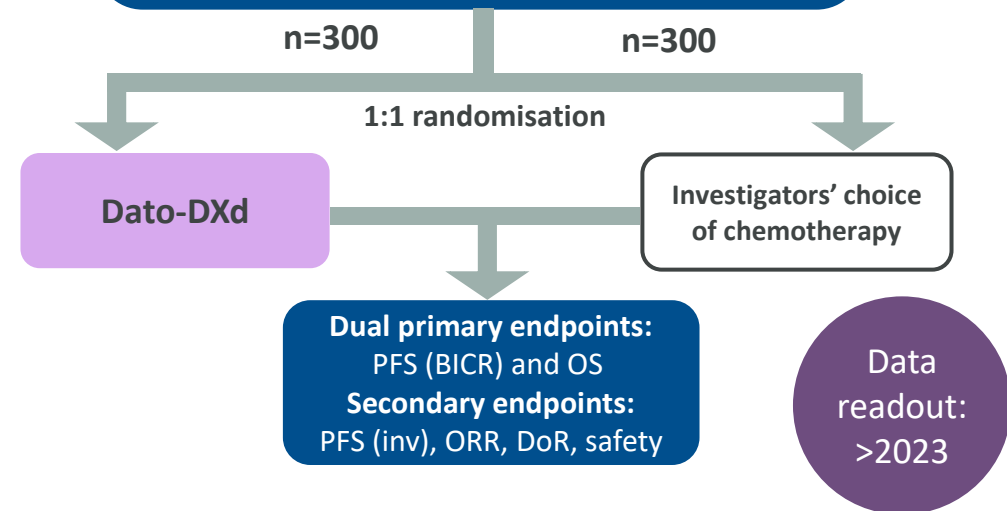 n=300
n=300
1:1 randomisation
Dato-DXd
Investigators’ choice
of chemotherapy
Dual primary endpoints:
PFS (BICR) and OS
Secondary endpoints:
PFS (inv), ORR, DoR, safety
Data
readout:
>2023